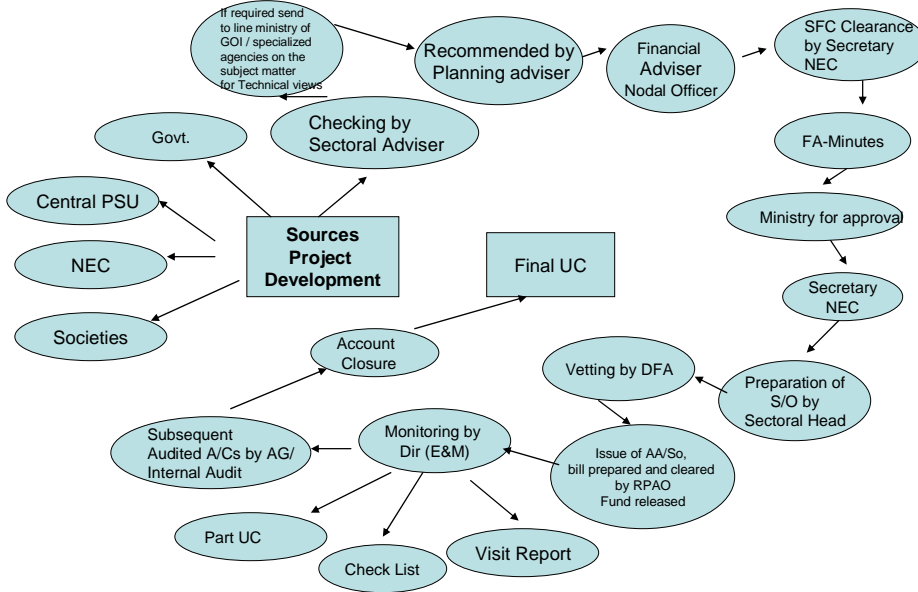 If required send
to line ministry of
GOI / specialized
agencies on the
subject matter
for Technical views
Recommended by
Planning adviser
Financial
Adviser
Nodal Officer
SFC Clearance
by Secretary
NEC
Govt.
Checking by
Sectoral Adviser
FA-Minutes
Central PSU
Ministry for approval
Sources
Project
Development
NEC
Final UC
Secretary
NEC
Societies
Account
Closure
Vetting by DFA
Preparation of
S/O by
Sectoral Head
Subsequent
Audited A/Cs by AG/
Internal Audit
Monitoring by
Dir (E&M)
Issue of AA/So,
bill prepared and cleared
by RPAO
Fund released
Part UC
Check List
Visit Report